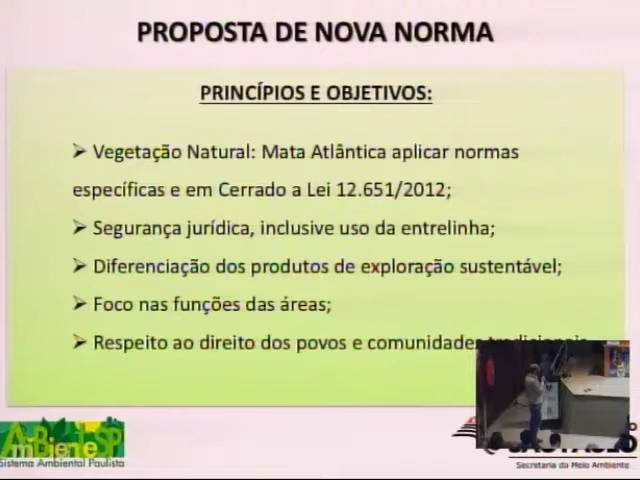 PROPOSTA DE NOVA NORMA
PRINCÍPIOS E OBJETIVOS:
➢ Vegetação Natural: Mata Atlântica aplicar normas
específicas e em Cerrado a Lei 12.651/2012;
➢ Segurança jurídica, inclusive uso da entrelinha;
➢ Diferenciação dos produtos de exploração sustentável;
➢ Foco nas funções das áreas;
➢ Respeito ao direito dos povos e comunidades
AmBienteSP
Sistema Ambiental Paulista
Secretaria do Meio Ambiente